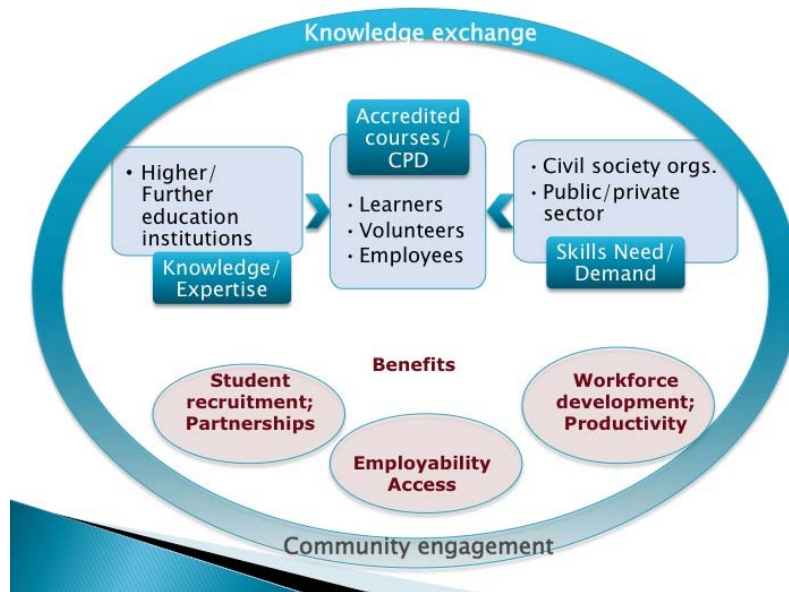 Knowledge exchange
• Higher/
Further
education
institutions
Knowledge/
Expertise
Accredited
courses/
CPD
• Learners
• Volunteers
• Employees
• Civil society orgs.
• Public/private
sector
Skills Need/
Demand
Benefits
Student
recruitment;
Partnerships
Employability
Access
Workforce
development;
Productivity
Community engagement